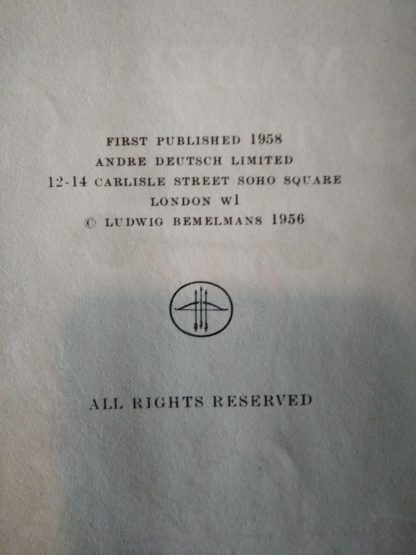 FIRST PUBLISHED 1958
ANDRE DEUTSCH LIMITED
12-14 CARLISLE STREET SOHO SQUARE
LONDON W1
© LUDWIG BEMELMANS 1956
ALL RIGHTS RESERVED